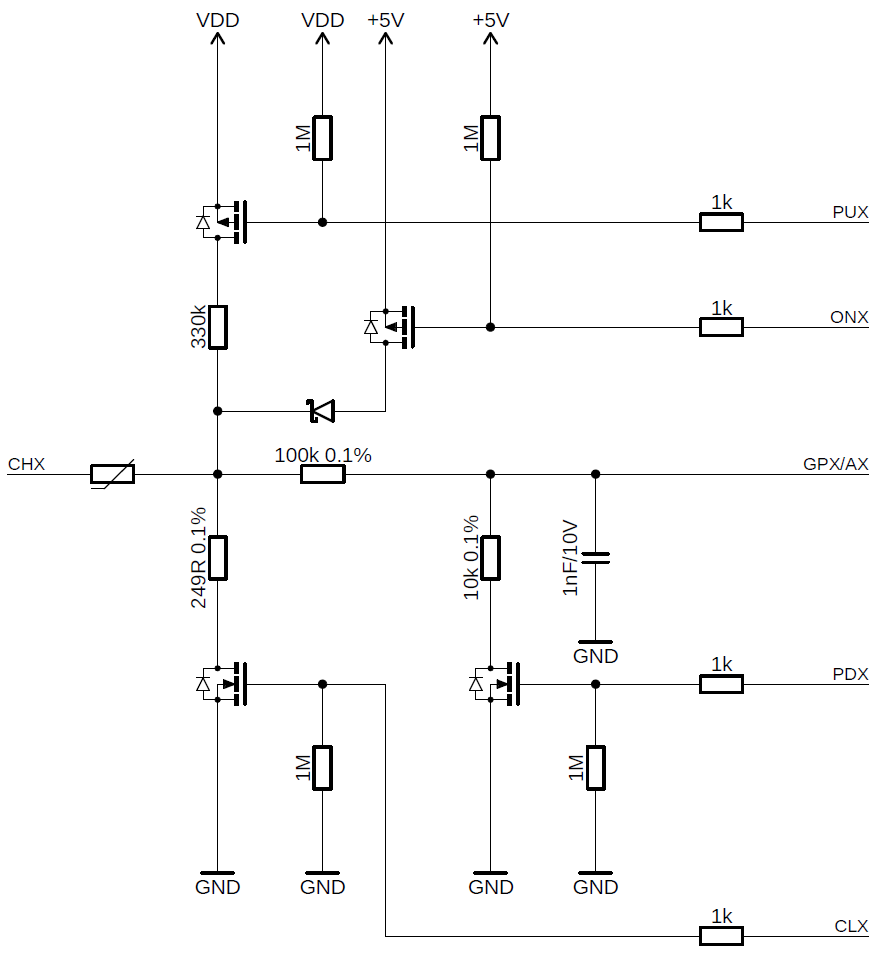 VDD
VDD
+5V
+5V
1M
1M
1k
PUX
330k
1k
ONX
CHX
100k 0.1%
GPX/AX
249R 0.1%
10k 0.1%
1nF/10V
GND
1k
PDX
1M
1M
GND
GND
GND
GND
1k
CLX